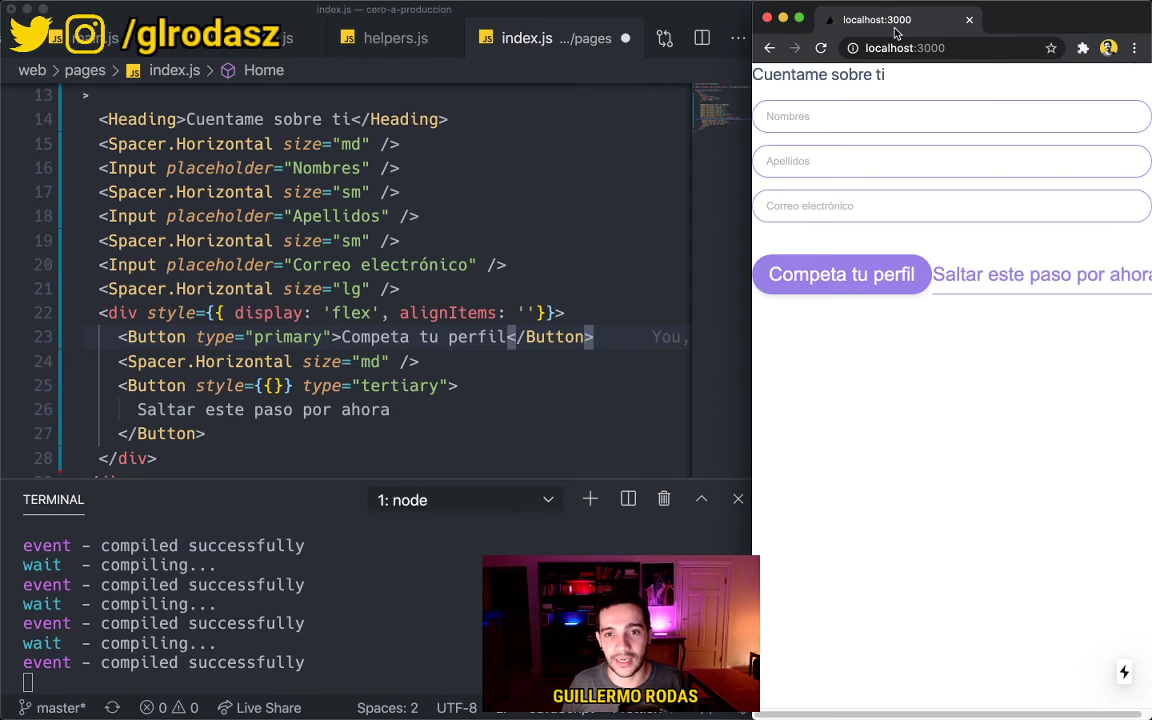 index.js — cero-a-produccion
/glrodasz
helpers.js
index.js .../pages
web > pages > index.js > Home
13 >
14 <Heading>Cuentame sobre ti</Heading>
15 <Spacer.Horizontal size="md" />
16 <Input placeholder="Nombres" />
17 <Spacer.Horizontal size="sm" />
18 <Input placeholder="Apellidos" />
19 <Spacer.Horizontal size="sm" />
20 <Input placeholder="Correo electrónico" />
21 <Spacer.Horizontal size="lg" />
22 <div style={{ display: 'flex', alignItems: ''}}>
23 <Button type="primary">Competa tu perfil</Button> You,
24 <Spacer.Horizontal size="md" />
25 <Button style={{}} type="tertiary">
26 Saltar este paso por ahora
27 </Button>
28 </div>
TERMINAL
1: node
event - compiled successfully
wait - compiling...
event - compiled successfully
wait - compiling...
event - compiled successfully
wait - compiling...
event - compiled successfully
master* 0 0 Live Share Spaces: 2 UTF-8
GUILLERMO RODAS
localhost:3000
localhost:3000
Cuentame sobre ti
Nombres
Apellidos
Correo electrónico
Competa tu perfil
Saltar este paso por ahora